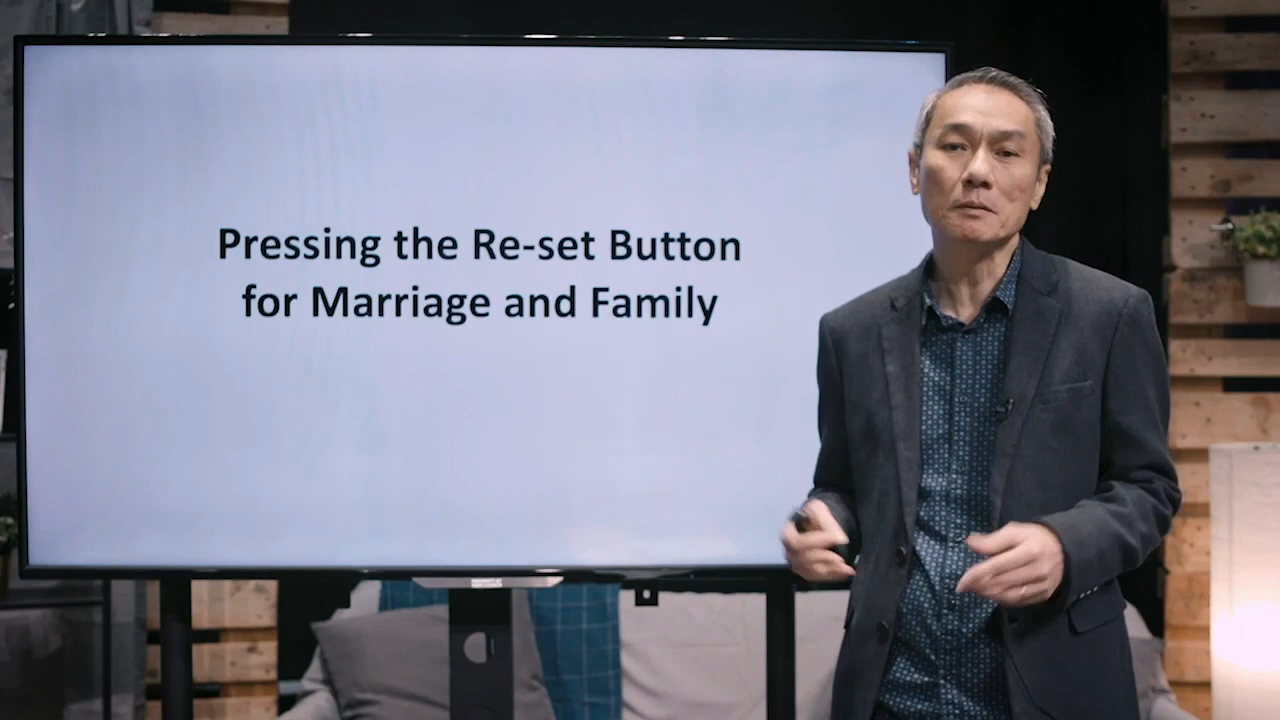 Pressing the Re-set Button
for Marriage and Family